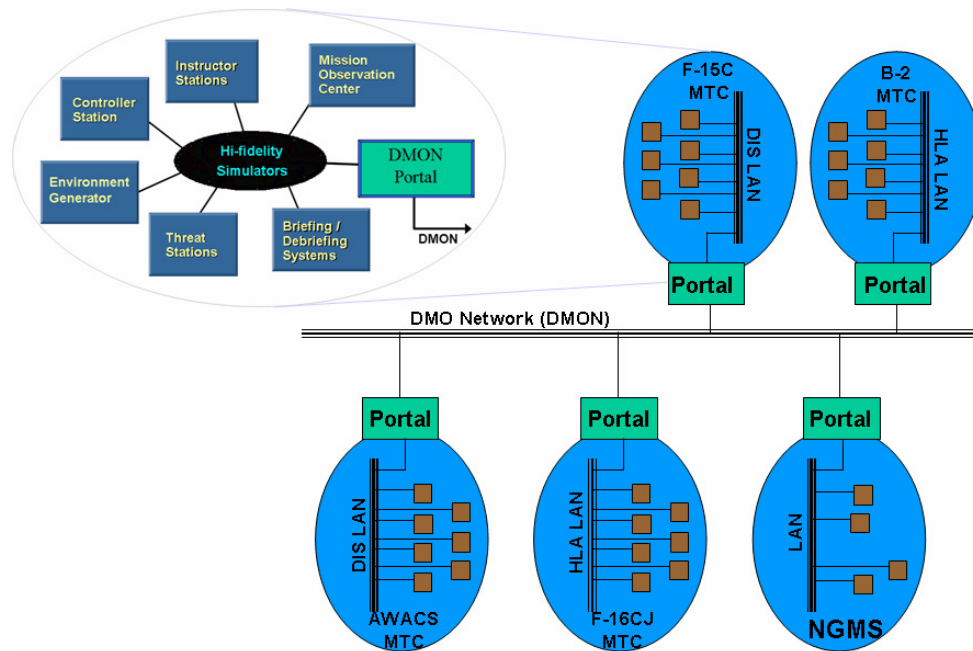 Instructor
Stations
Mission
Observation
Center
Controller
Station
Hi-fidelity
Simulators
DMON
Portal
Environment
Generator
Threat
Stations
Briefing /
Debriefing
Systems
DMON
F-15C
MTC
DIS LAN
Portal
B-2
MTC
HLA LAN
Portal
DMO Network (DMON)
Portal
DIS LAN
AWACS
MTC
Portal
HLA LAN
F-16CJ
MTC
Portal
LAN
NGMS